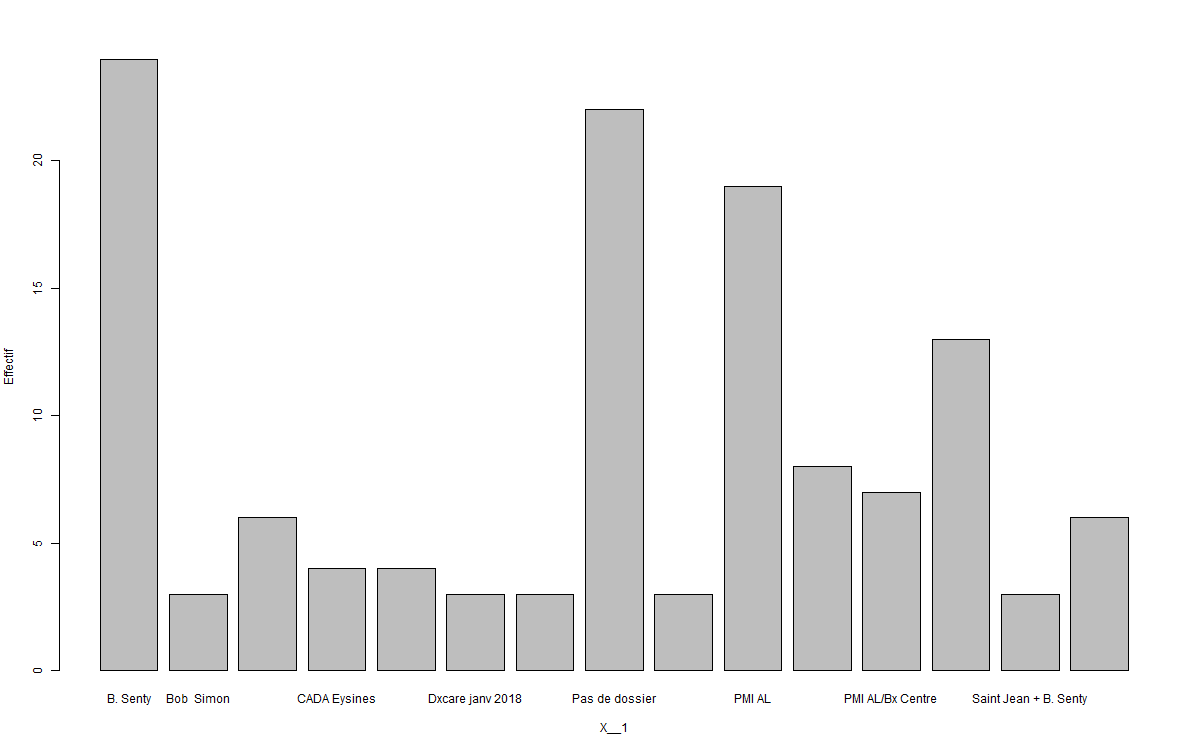 20
15
10
5
0
Effectif
B. Senty
Bob  Simon
CADA Eysines
Dxcare janv 2018
Pas de dossier
PMI AL
PMI AL/Bx Centre
Saint Jean + B. Senty
X__1